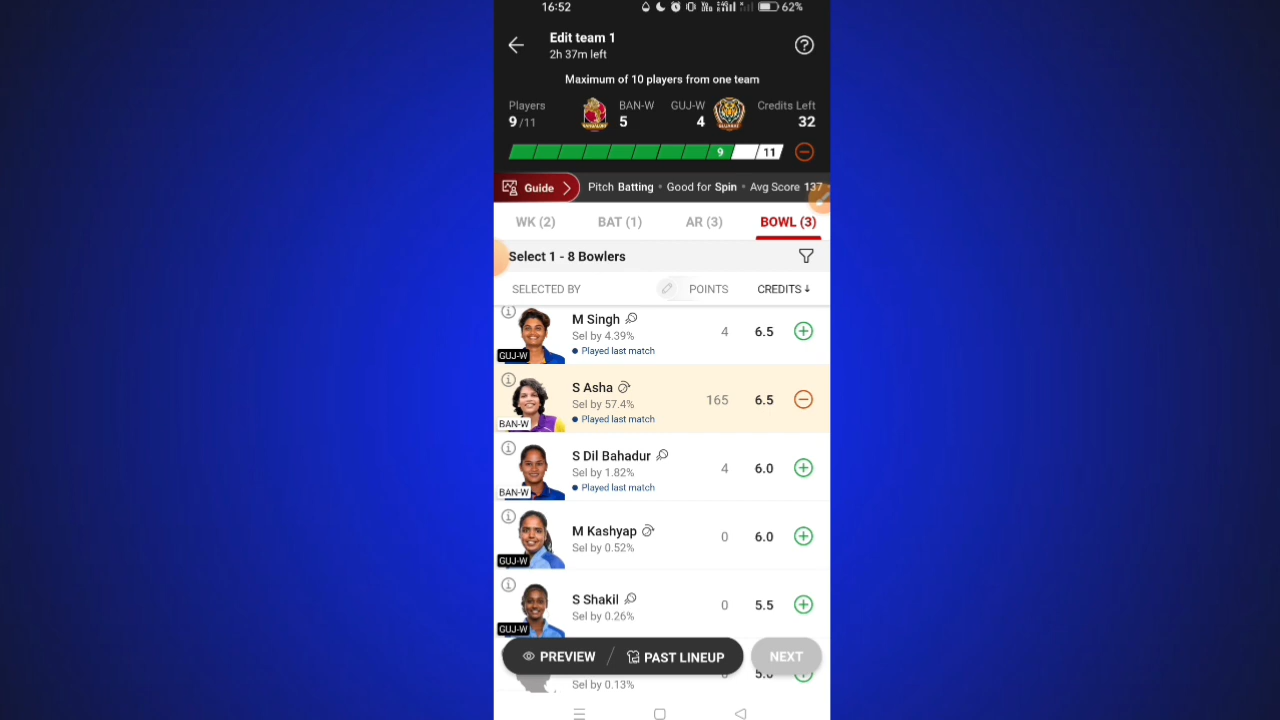 16:52
62%
Edit team 1
2h 37m left
Maximum of 10 players from one team
Players
9/11
BAN-W
5
GUJ-W
4
Credits Left
32
9
11
Guide
Pitch Batting • Good for Spin • Avg Score 137
WK (2)
BAT (1)
AR (3)
BOWL (3)
Select 1 - 8 Bowlers
SELECTED BY
POINTS
CREDITS↓
M Singh
Sel by 4.39%
Played last match
GUJ-W
4
6.5
S Asha
Sel by 57.4%
Played last match
BAN-W
165
6.5
S Dil Bahadur
Sel by 1.82%
Played last match
BAN-W
4
6.0
M Kashyap
Sel by 0.52%
GUJ-W
0
6.0
S Shakil
Sel by 0.26%
GUJ-W
0
5.5
PREVIEW
PAST LINEUP
NEXT
Sel by 0.13%